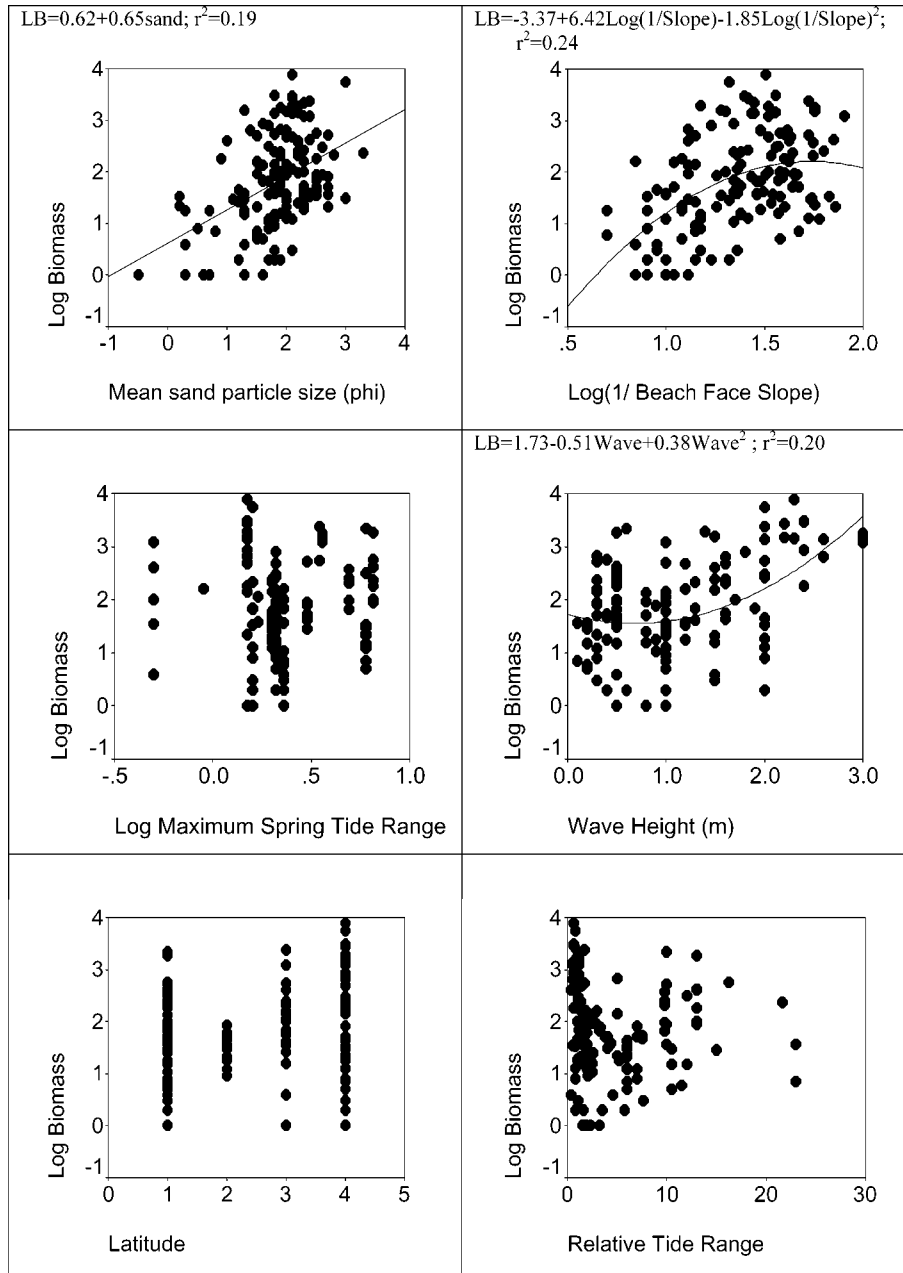 LB=0.62+0.65sand; r²=0.19
4
3
2
1
0
-1
Log Biomass
-1 0 1 2 3 4
Mean sand particle size (phi)
LB=-3.37+6.42Log(1/Slope)-1.85Log(1/Slope)²;
r²=0.24
4
3
2
1
0
-1
Log Biomass
.5 1.0 1.5 2.0
Log(1/ Beach Face Slope)
4
3
2
1
0
-1
Log Biomass
-.5 0.0 .5 1.0
Log Maximum Spring Tide Range
LB=1.73-0.51Wave+0.38Wave² ; r²=0.20
4
3
2
1
0
-1
Log Biomass
0.0 1.0 2.0 3.0
Wave Height (m)
4
3
2
1
0
-1
Log Biomass
0 1 2 3 4 5
Latitude
4
3
2
1
0
-1
Log Biomass
0 10 20 30
Relative Tide Range